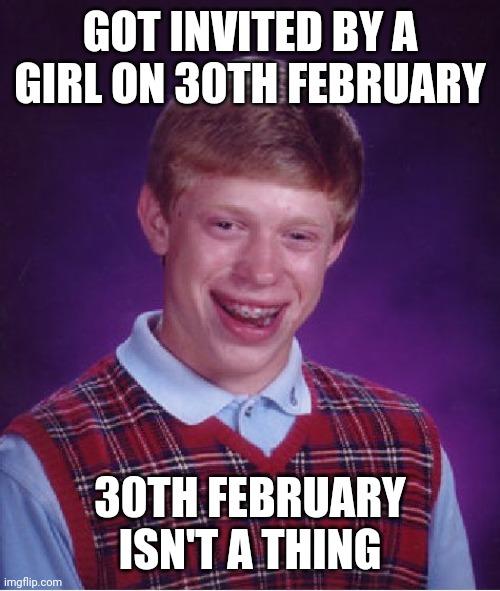 GOT INVITED BY A
GIRL ON 30TH FEBRUARY
30TH FEBRUARY
ISN'T A THING
imgflip.com